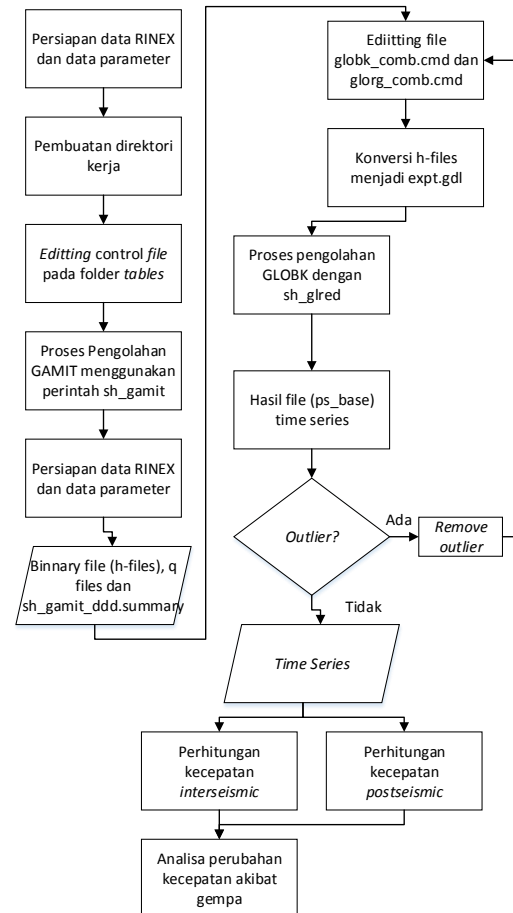 Persiapan data RINEX
dan data parameter
Pembuatan direktori
kerja
Editting control file
pada folder tables
Proses Pengolahan
GAMIT menggunakan
perintah sh_gamit
Persiapan data RINEX
dan data parameter
Binnary file (h-files), q
files dan
sh_gamit_ddd.summary
Ediitting file
globk_comb.cmd dan
glorg_comb.cmd
Konversi h-files
menjadi expt.gdl
Proses pengolahan
GLOBK dengan
sh_glred
Hasil file (ps_base)
time series
Outlier?
Ada
Remove
outlier
Tidak
Time Series
Perhitungan
kecepatan
interseismic
Perhitungan
kecepatan
postseismic
Analisa perubahan
kecepatan akibat
gempa